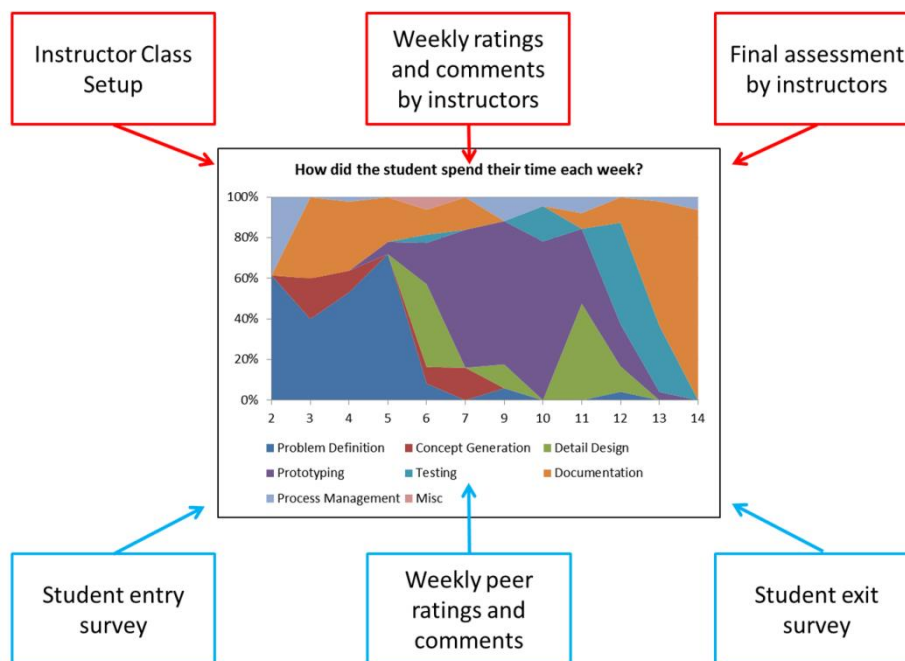 Instructor Class
Setup
Weekly ratings
and comments
by instructors
Final assessment
by instructors
How did the student spend their time each week?
100%
80%
60%
40%
20%
0%
2 3 4 5 6 7 9 10 11 12 13 14
Problem Definition Concept Generation Detail Design
Prototyping Testing Documentation
Process Management Misc
Student entry
survey
Weekly peer
ratings and
comments
Student exit
survey